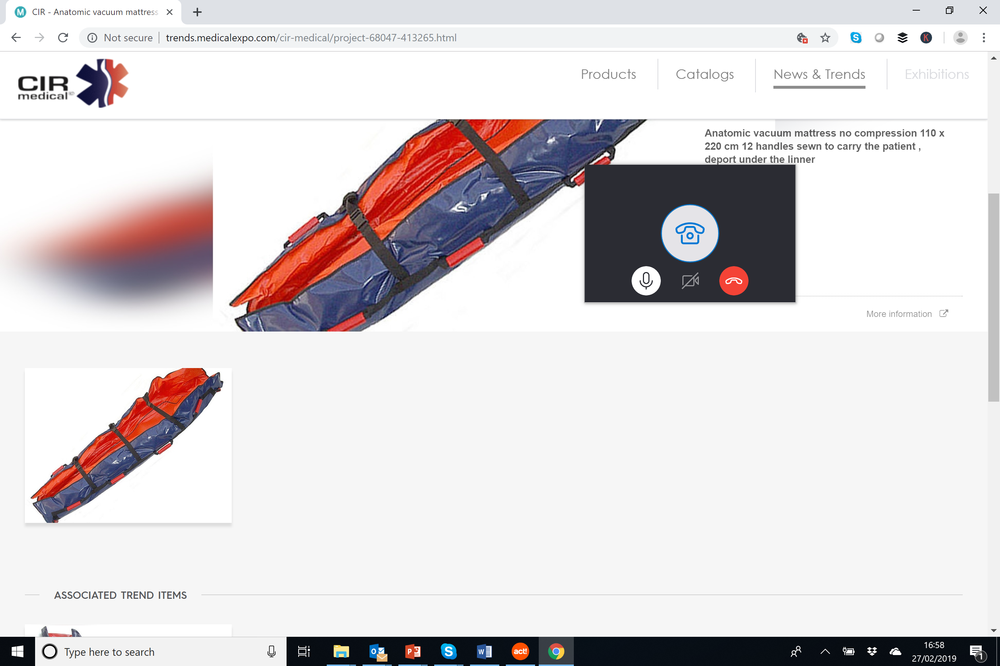 CIR - Anatomic vacuum mattress
Not secure
trends.medicalexpo.com/cir-medical/project-68047-413265.html
CIR
medical©
Products
Catalogs
News & Trends
Exhibitions
Anatomic vacuum mattress no compression 110 x
220 cm 12 handles sewn to carry the patient ,
deport under the linner
More information
ASSOCIATED TREND ITEMS
Type here to search
act!
16:58
27/02/2019
1